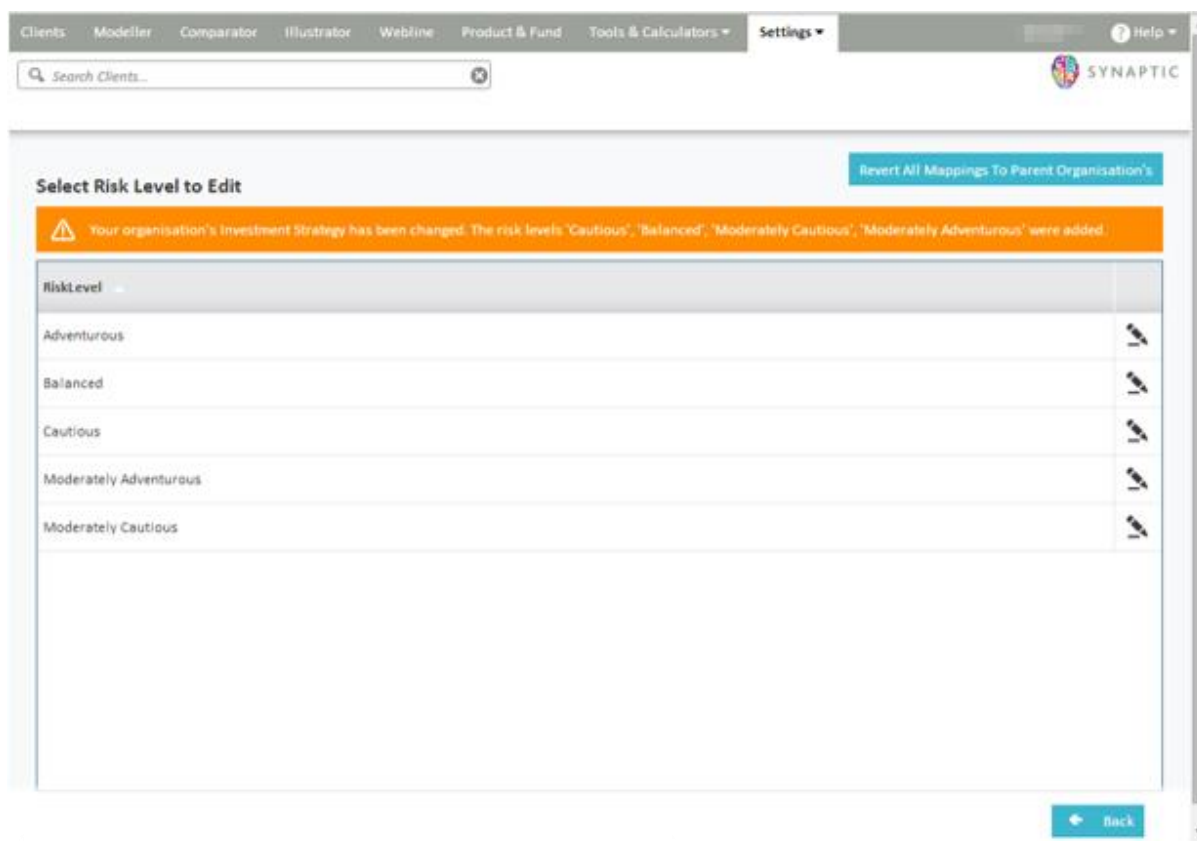 Clients Modeller Comparator Illustrator Webline Product & Fund Tools & Calculators Settings Help
Search Clients...
SYNAPTIC
Revert All Mappings To Parent Organisation's
Select Risk Level to Edit
Your organisation's Investment Strategy has been changed. The risk levels 'Cautious', 'Balanced', 'Moderately Cautious', 'Moderately Adventurous' were added.
RiskLevel
Adventurous
Balanced
Cautious
Moderately Adventurous
Moderately Cautious
Back